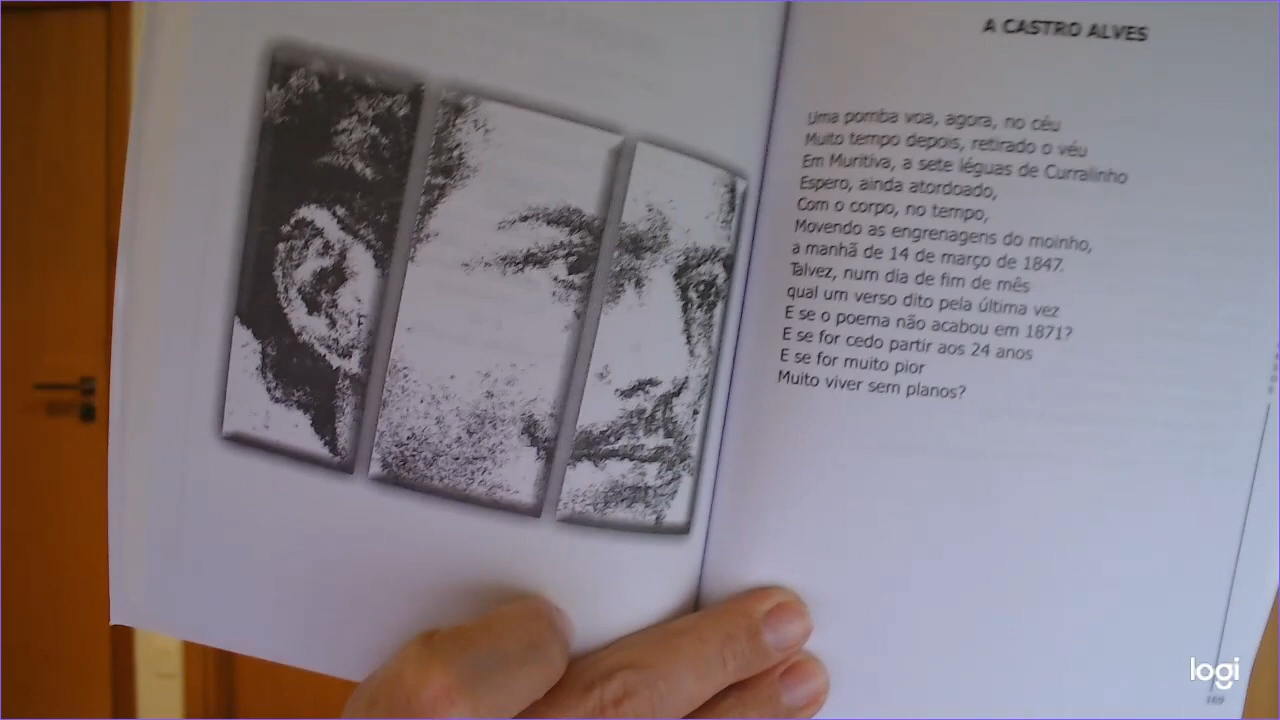 A CASTRO ALVES
Uma pomba voa, agora, no céu
Muito tempo depois, retirado o véu
Em Muritiva, a sete léguas de Curralinho
Espero, ainda atordoado,
Com o corpo, no tempo,
Movendo as engrenagens do moinho,
a manhã de 14 de março de 1847.
Talvez, num dia de fim de mês
qual um verso dito pela última vez
E se o poema não acabou em 1871?
E se for cedo partir aos 24 anos
E se for muito pior
Muito viver sem planos?
logi
169